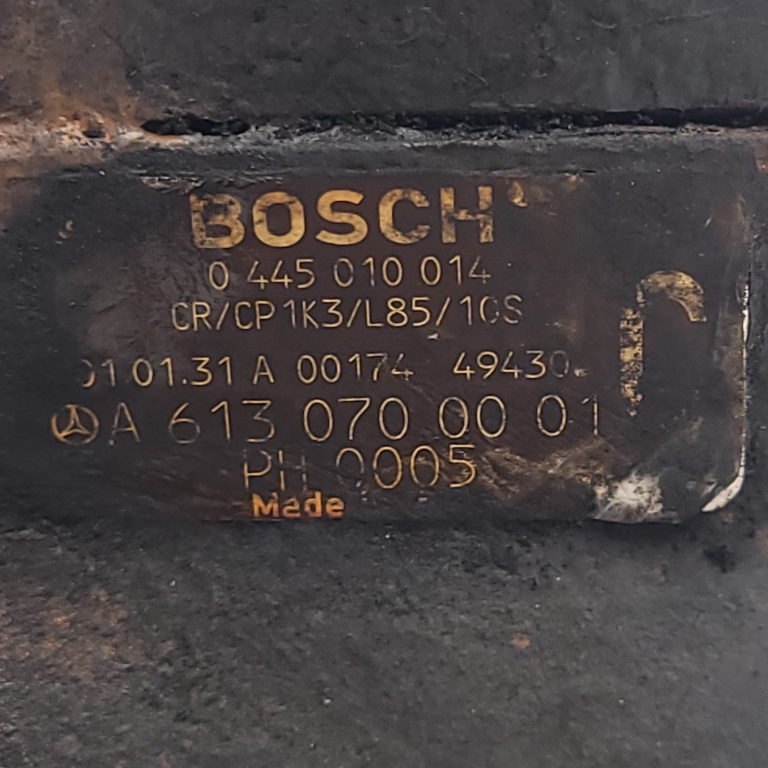 BOSCH
0 445 010 014
CR/CP1K3/L85/10S
01.01.31 A 00174 49430
A 613 070 00 01
PH 0005
Made